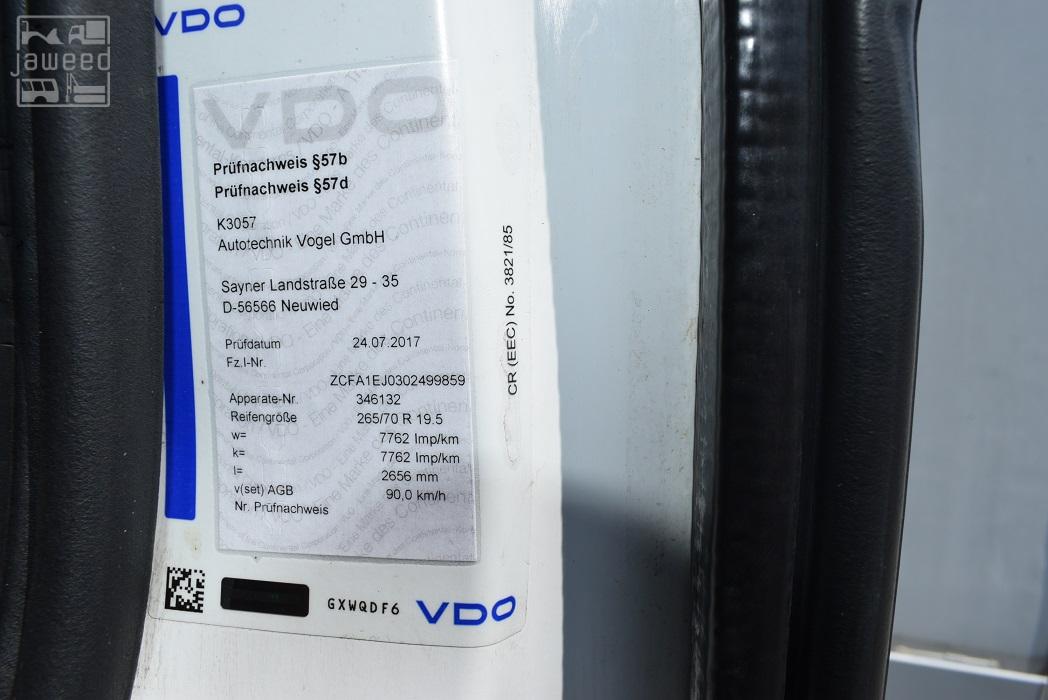 jaweed
VDO
VDO
Prüfnachweis §57b
Prüfnachweis §57d
K3057
Autotechnik Vogel GmbH
Sayner Landstraße 29 - 35
D-56566 Neuwied
Prüfdatum 24.07.2017
Fz.I-Nr.
ZCFA1EJ0302499859
Apparate-Nr. 346132
Reifengröße 265/70 R 19.5
w= 7762 Imp/km
k= 7762 Imp/km
l= 2656 mm
v(set) AGB 90,0 km/h
Nr. Prüfnachweis
CR (EEC) No. 3821/85
GXWQDF6 VDO